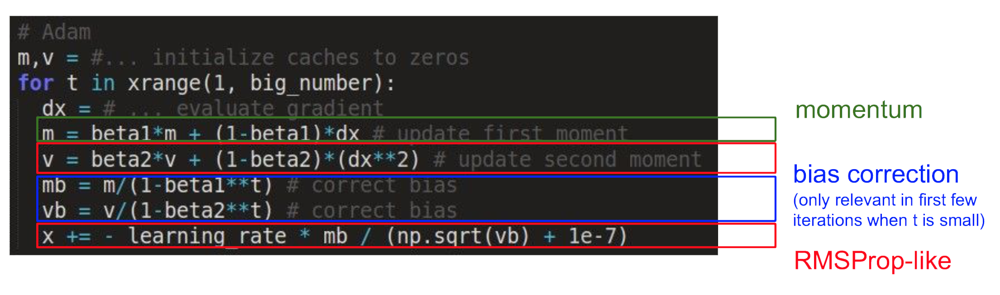 # Adam
m,v = #... initialize caches to zeros
for t in xrange(1, big_number):
dx = # ... evaluate gradient
m = beta1*m + (1-beta1)*dx # update first moment
v = beta2*v + (1-beta2)*(dx**2) # update second moment
mb = m/(1-beta1**t) # correct bias
vb = v/(1-beta2**t) # correct bias
x += - learning_rate * mb / (np.sqrt(vb) + 1e-7)
momentum
bias correction
(only relevant in first few
iterations when t is small)
RMSProp-like